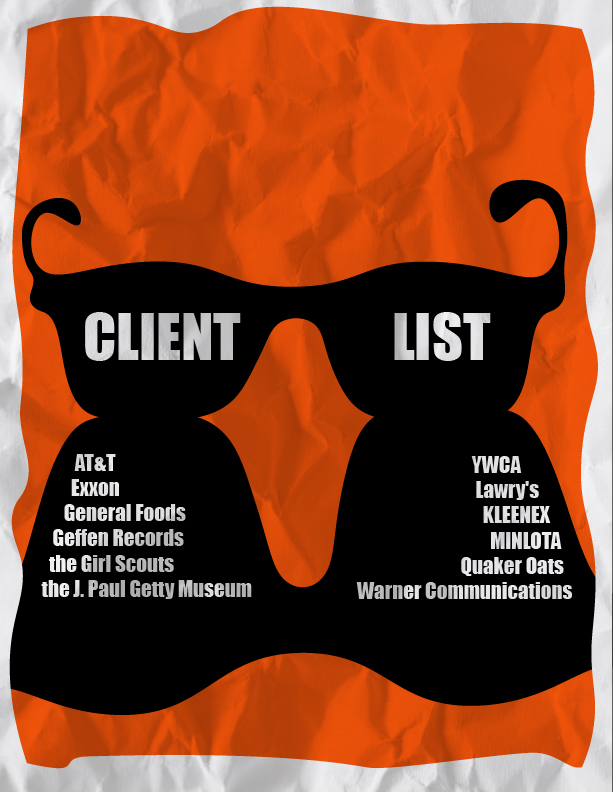 CLIENT LIST
AT&T
Exxon
General Foods
Geffen Records
the Girl Scouts
the J. Paul Getty Museum
YWCA
Lawry's
KLEENEX
MINLOTA
Quaker Oats
Warner Communications